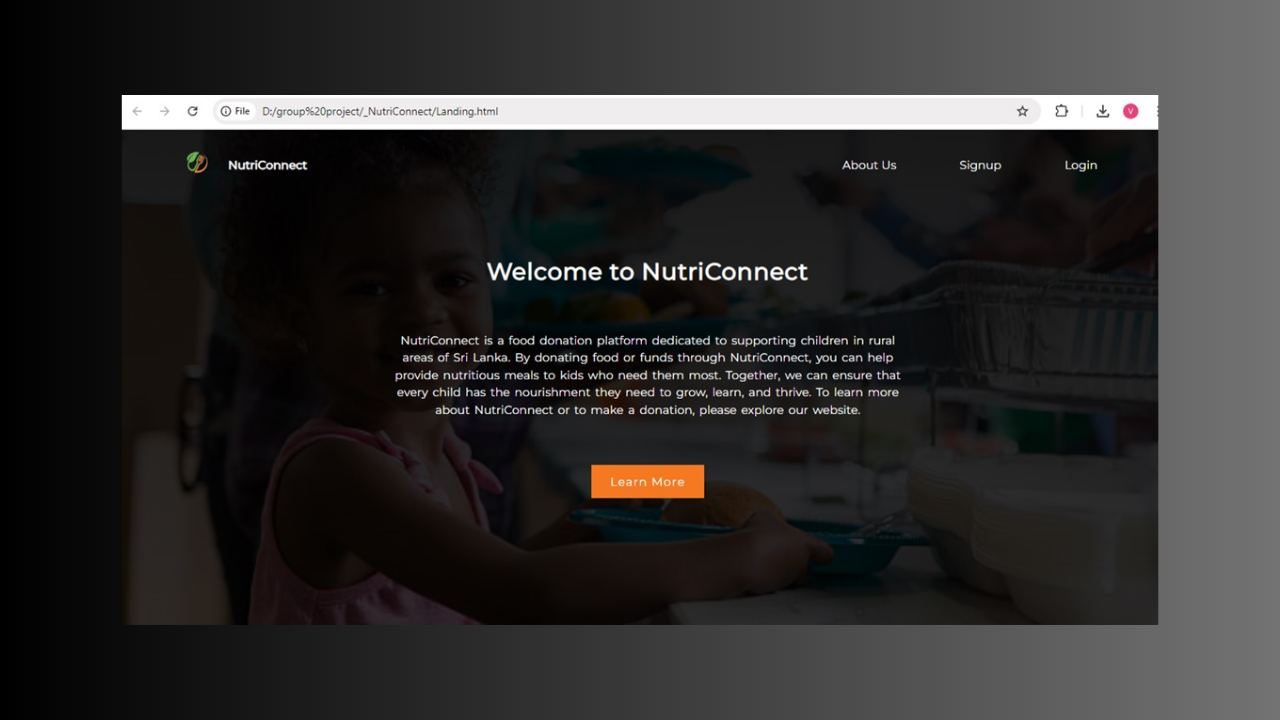 File D:/group%20project/_NutriConnect/Landing.html V
NutriConnect About Us Signup Login
Welcome to NutriConnect
NutriConnect is a food donation platform dedicated to supporting children in rural
areas of Sri Lanka. By donating food or funds through NutriConnect, you can help
provide nutritious meals to kids who need them most. Together, we can ensure that
every child has the nourishment they need to grow, learn, and thrive. To learn more
about NutriConnect or to make a donation, please explore our website.
Learn More